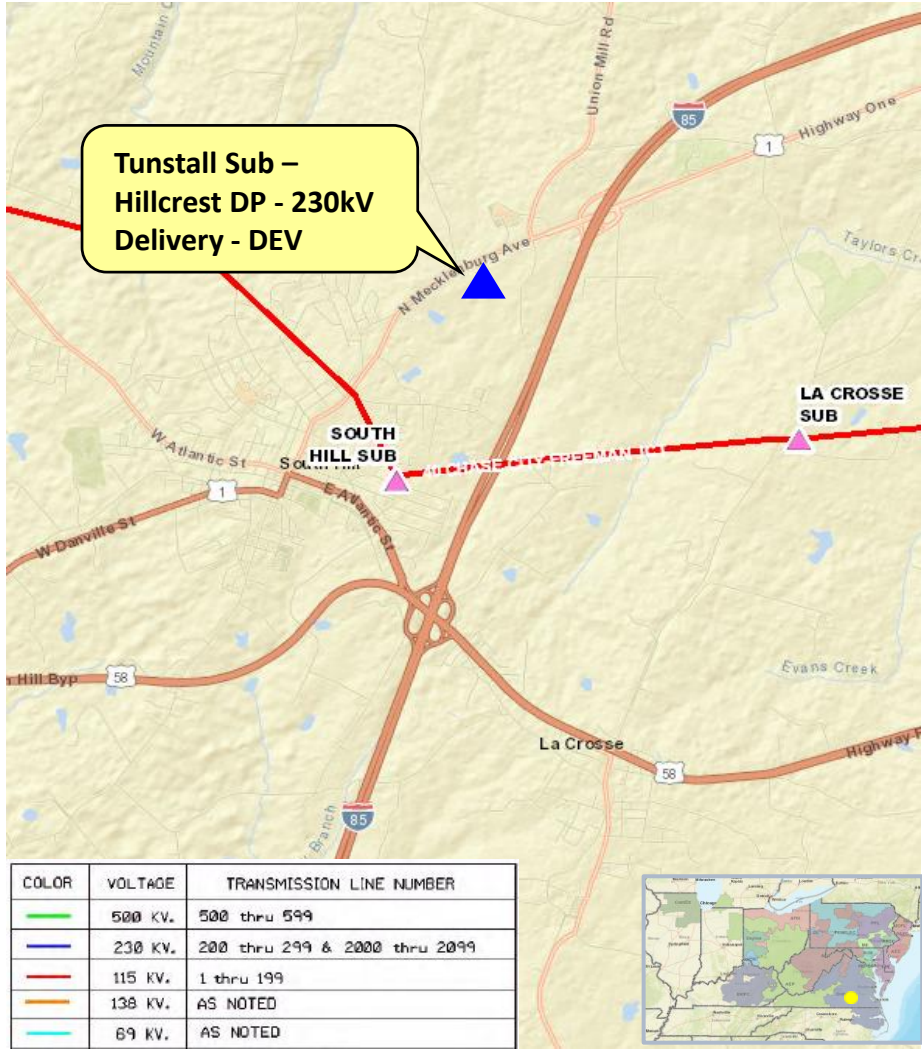 Mountain C
Union Mill Rd
85
Highway One
1
Tunstall Sub –
Hillcrest DP - 230kV
Delivery - DEV
N Mecklenburg Ave
Taylors Cr
LA CROSSE
SUB
SOUTH
HILL SUB
W Atlantic St
South Hill
1
E Atlantic St
W Danville St
58
Hill Byp
Evans Creek
La Crosse
Highway
58
85
Branch
COLOR VOLTAGE TRANSMISSION LINE NUMBER
500 KV. 500 thru 599
230 KV. 200 thru 299 & 2000 thru 2099
115 KV. 1 thru 199
138 KV. AS NOTED
69 KV. AS NOTED